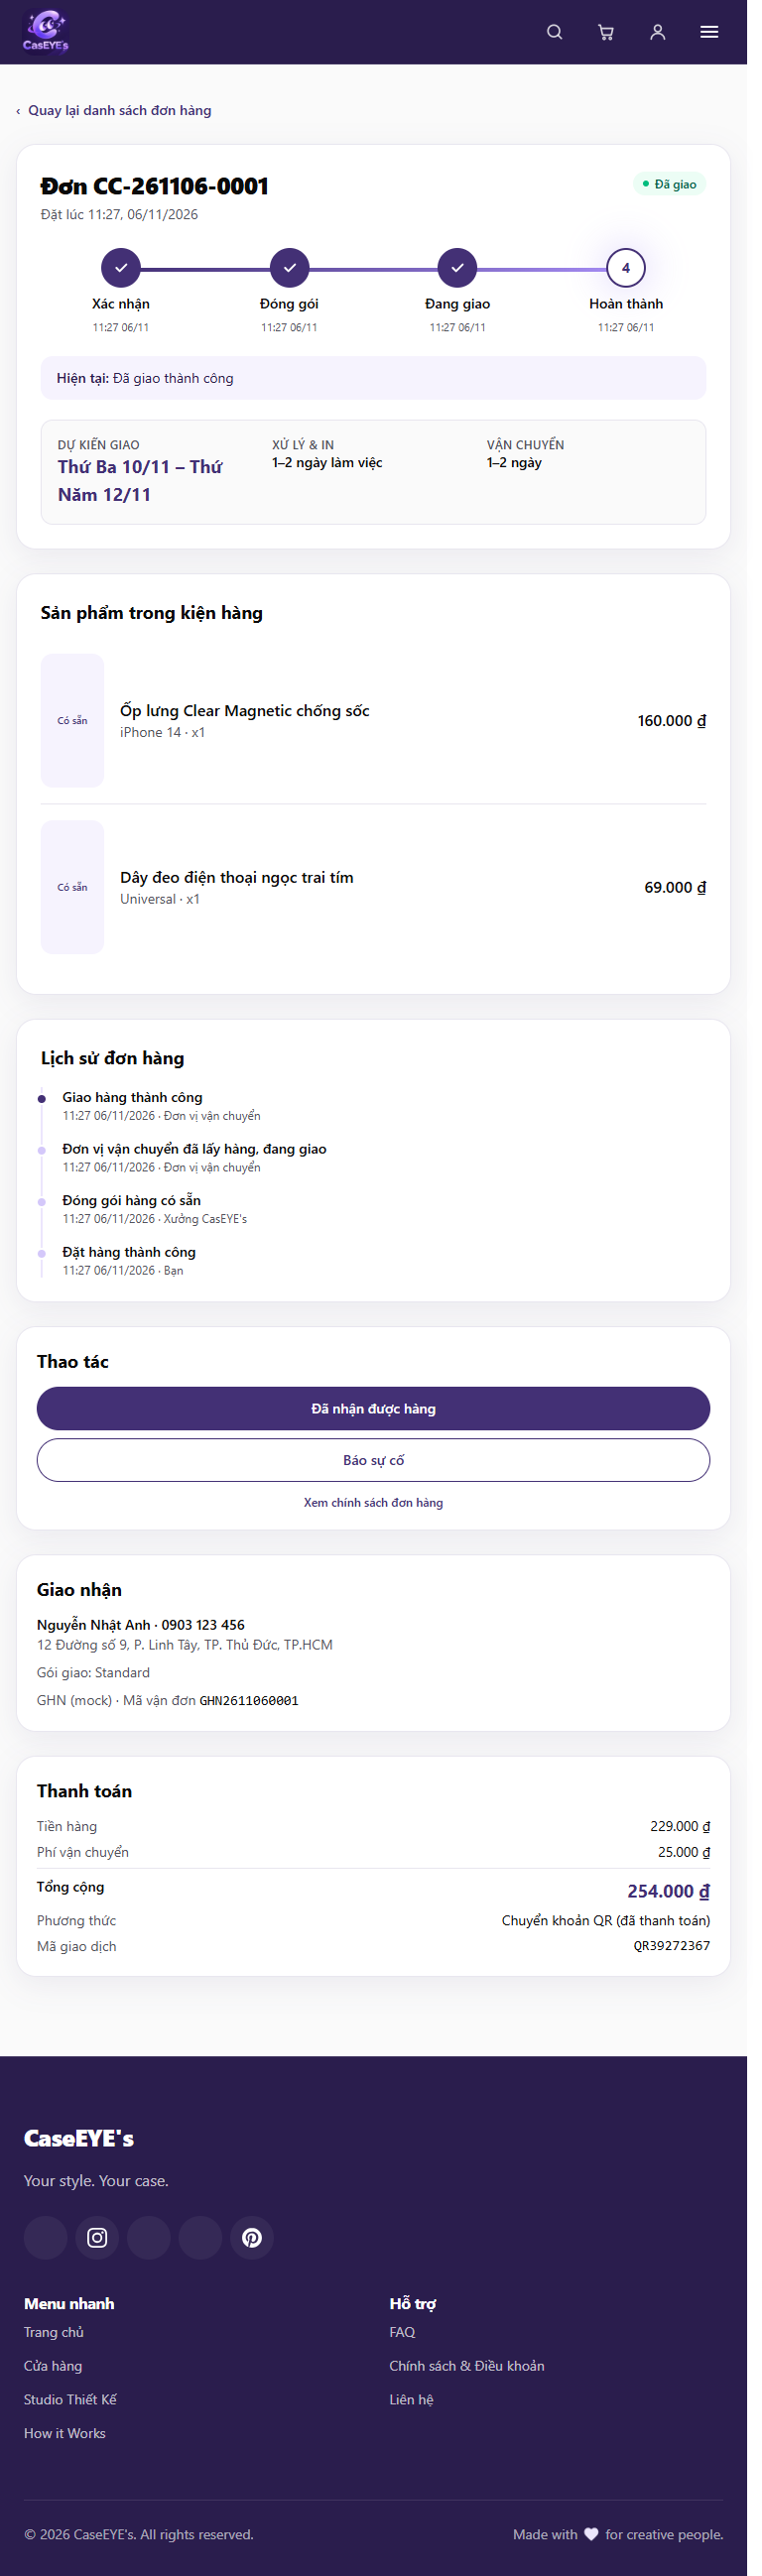 CasEYE's
‹ Quay lại danh sách đơn hàng
Đơn CC-261106-0001
Đã giao
Đặt lúc 11:27, 06/11/2026
4
Xác nhận
Đóng gói
Đang giao
Hoàn thành
11:27 06/11
11:27 06/11
11:27 06/11
11:27 06/11
Hiện tại: Đã giao thành công
DỰ KIẾN GIAO
Thứ Ba 10/11 – Thứ
Năm 12/11
XỬ LÝ & IN
1–2 ngày làm việc
VẬN CHUYỂN
1–2 ngày
Sản phẩm trong kiện hàng
Có sẵn
Ốp lưng Clear Magnetic chống sốc
iPhone 14 · x1
160.000 ₫
Có sẵn
Dây đeo điện thoại ngọc trai tím
Universal · x1
69.000 ₫
Lịch sử đơn hàng
Giao hàng thành công
11:27 06/11/2026 · Đơn vị vận chuyển
Đơn vị vận chuyển đã lấy hàng, đang giao
11:27 06/11/2026 · Đơn vị vận chuyển
Đóng gói hàng có sẵn
11:27 06/11/2026 · Xưởng CasEYE's
Đặt hàng thành công
11:27 06/11/2026 · Bạn
Thao tác
Đã nhận được hàng
Báo sự cố
Xem chính sách đơn hàng
Giao nhận
Nguyễn Nhật Anh · 0903 123 456
12 Đường số 9, P. Linh Tây, TP. Thủ Đức, TP.HCM
Gói giao: Standard
GHN (mock) · Mã vận đơn GHN2611060001
Thanh toán
Tiền hàng 229.000 ₫
Phí vận chuyển 25.000 ₫
Tổng cộng 254.000 ₫
Phương thức Chuyển khoản QR (đã thanh toán)
Mã giao dịch QR39272367
CaseEYE's
Your style. Your case.
Menu nhanh
Trang chủ
Cửa hàng
Studio Thiết Kế
How it Works
Hỗ trợ
FAQ
Chính sách & Điều khoản
Liên hệ
© 2026 CaseEYE's. All rights reserved.
Made with 🤍 for creative people.